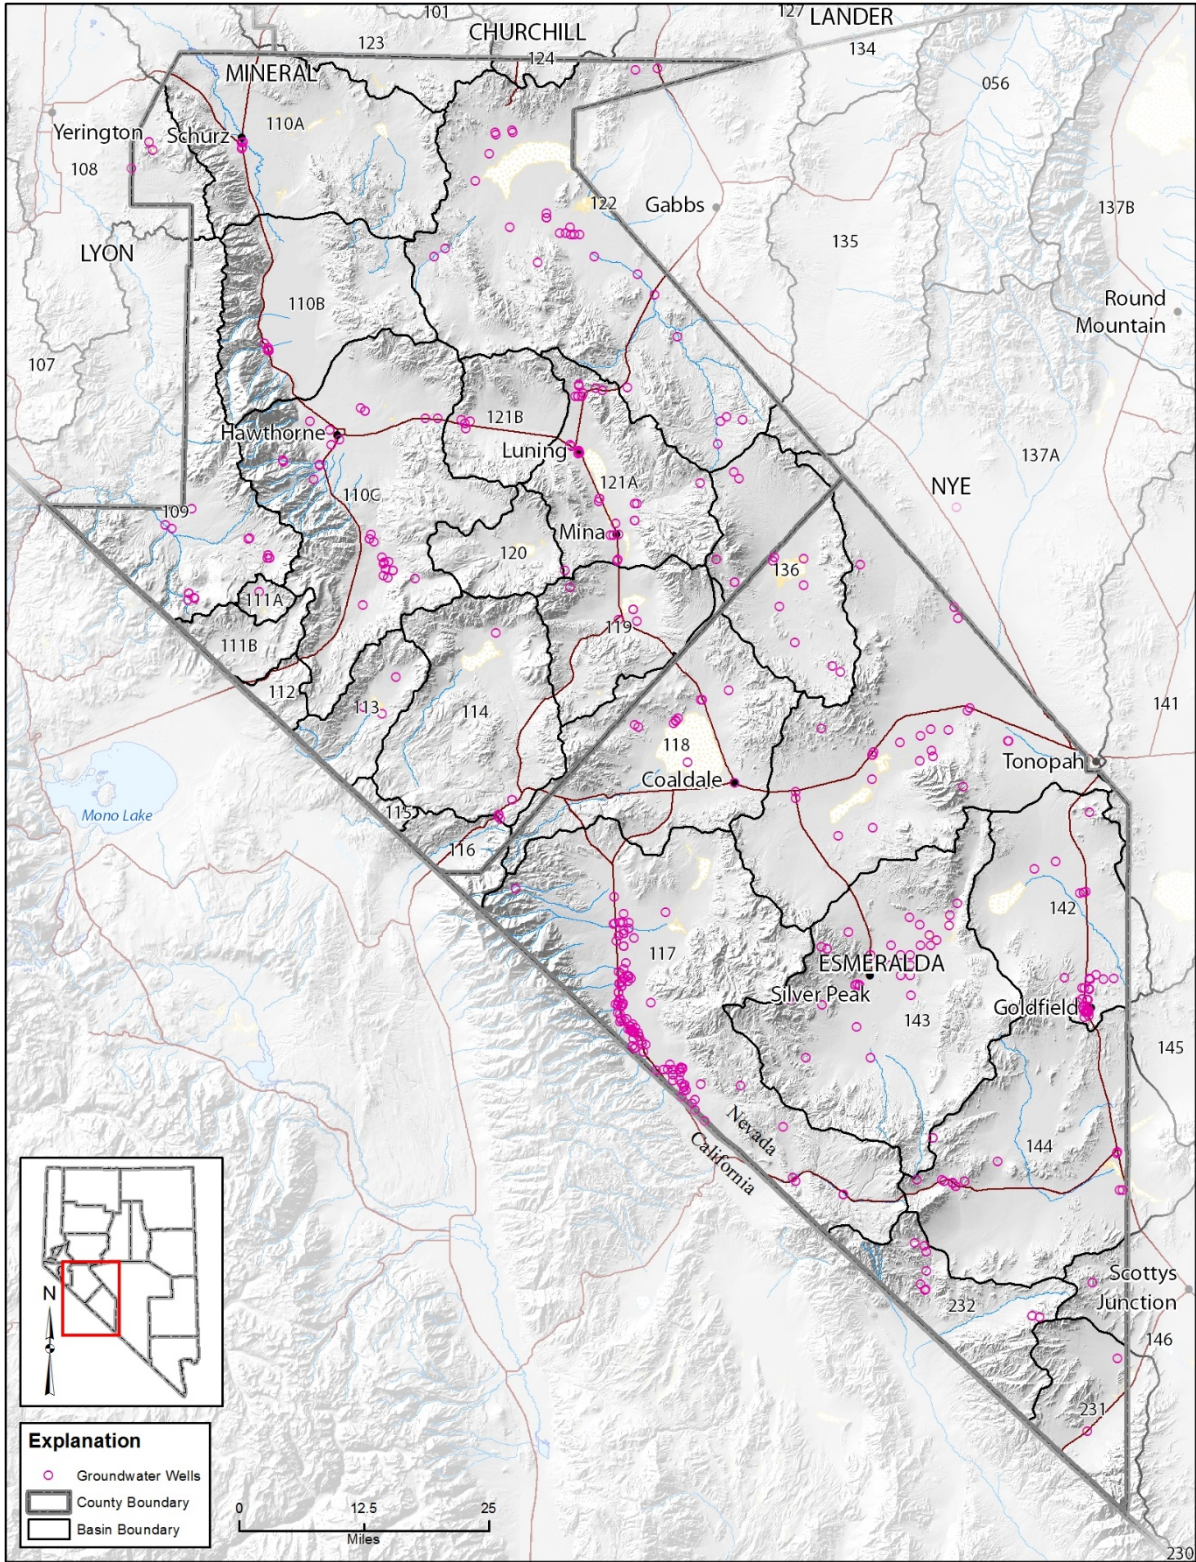 101
127
LANDER
CHURCHILL
123
124
134
MINERAL
056
110A
Yerington
Schurz
108
122
Gabbs
137B
LYON
135
110B
Round
Mountain
107
121B
Hawthorne
Luning
137A
110C
121A
NYE
109
Mina
120
136
111A
119
111B
112
113
114
141
118
Tonopah
Coaldale
Mono Lake
115
116
142
117
ESMERALDA
Silver Peak
Goldfield
143
145
Nevada
California
144
N
Scottys
Junction
232
146
231
Explanation
Groundwater Wells
County Boundary
Basin Boundary
0
12.5
25
Miles
230